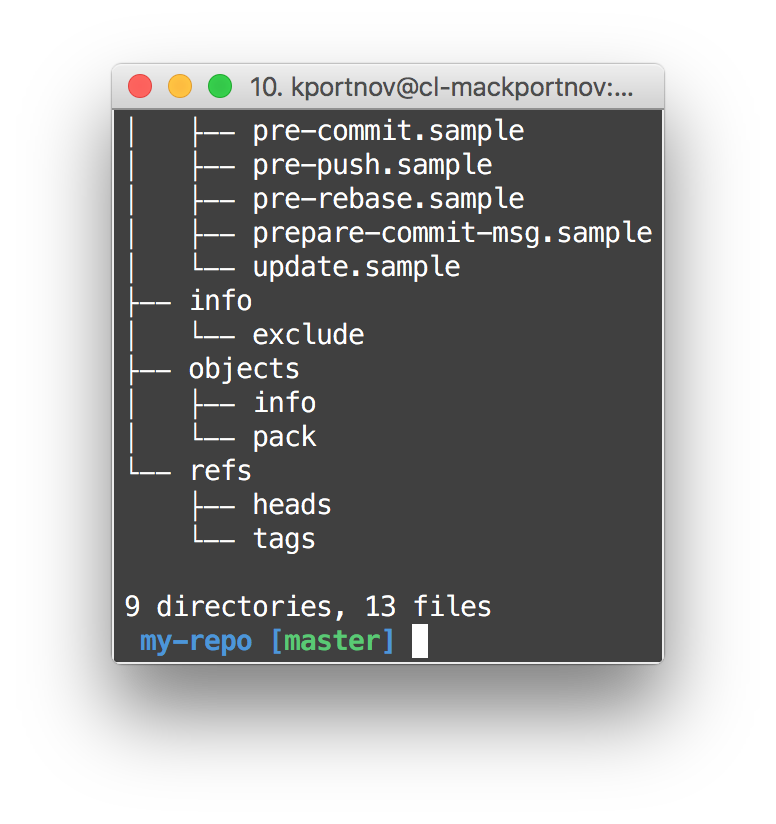 10. kportnov@cl-mackportnov:...
│   ├── pre-commit.sample
│   ├── pre-push.sample
│   ├── pre-rebase.sample
│   ├── prepare-commit-msg.sample
│   └── update.sample
├── info
│   └── exclude
├── objects
│   ├── info
│   └── pack
└── refs
    ├── heads
    └── tags
9 directories, 13 files
my-repo [master]